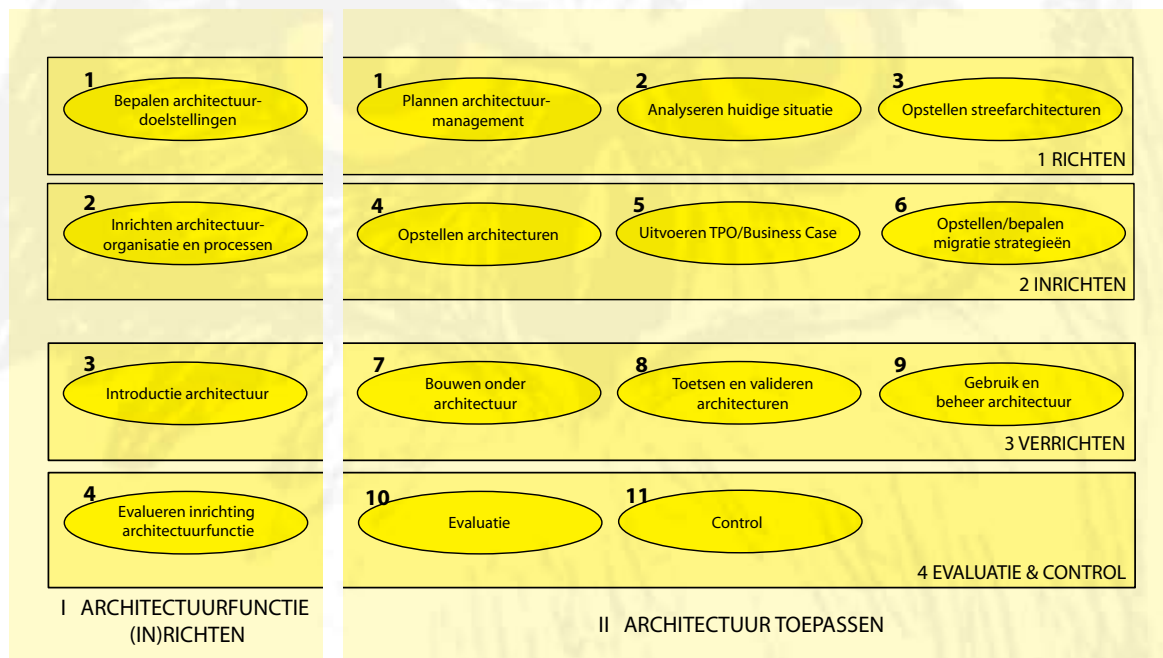 1
Bepalen architectuur-
doelstellingen
1
Plannen architectuur-
management
2
Analyseren huidige situatie
3
Opstellen streefarchitecturen
1 RICHTEN
2
Inrichten architectuur-
organisatie en processen
4
Opstellen architecturen
5
Uitvoeren TPO/Business Case
6
Opstellen/bepalen
migratie strategieën
2 INRICHTEN
3
Introductie architectuur
7
Bouwen onder
architectuur
8
Toetsen en valideren
architecturen
9
Gebruik en
beheer architectuur
3 VERRICHTEN
4
Evalueren inrichting
architectuurfunctie
10
Evaluatie
11
Control
4 EVALUATIE & CONTROL
I ARCHITECTUURFUNCTIE
(IN)RICHTEN
II ARCHITECTUUR TOEPASSEN